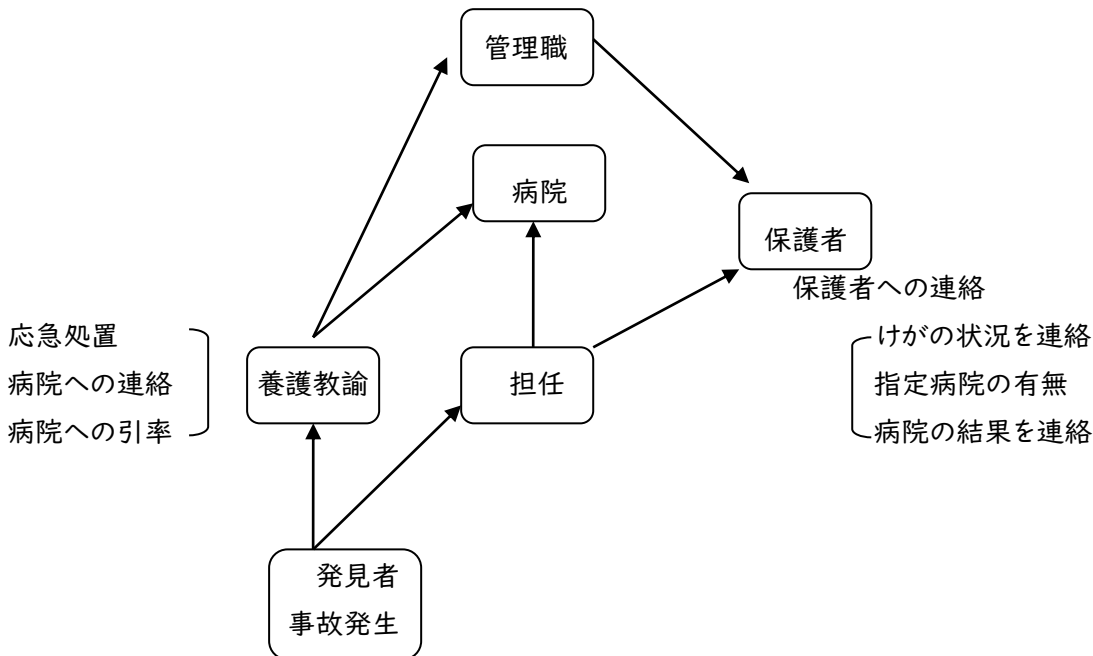 管理職
病院
保護者
保護者への連絡
応急処置
病院への連絡
病院への引率
養護教諭
担任
けがの状況を連絡
指定病院の有無
病院の結果を連絡
発見者
事故発生